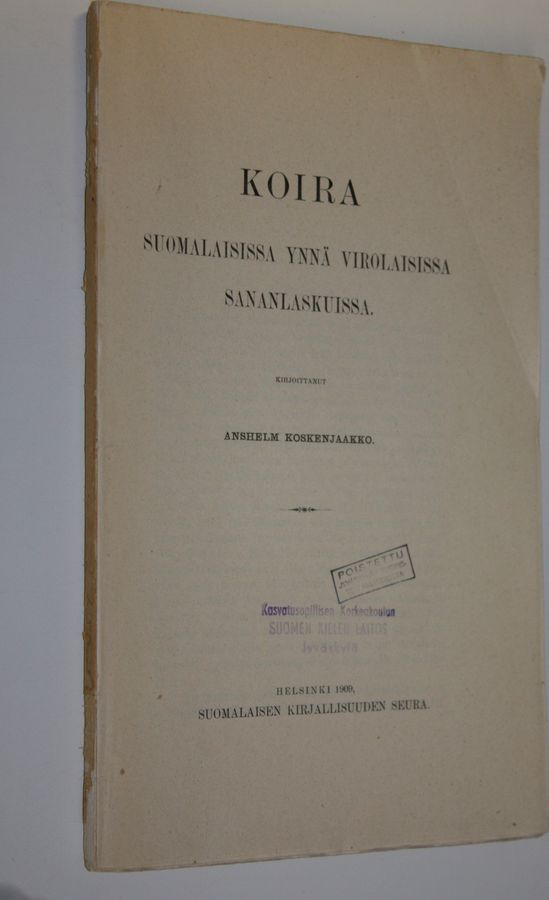 KOIRA
SUOMALAISISSA YNNÄ VIROLAISISSA
SANANLASKUISSA.
KIRJOITTANUT
ANSHELM KOSKENJAAKKO.
POISTETTU
Kasvatusopillisen Korkeakoulun
SUOMEN KIELEN LAITOS
Jyväskylä
HELSINKI 1909,
SUOMALAISEN KIRJALLISUUDEN SEURA.